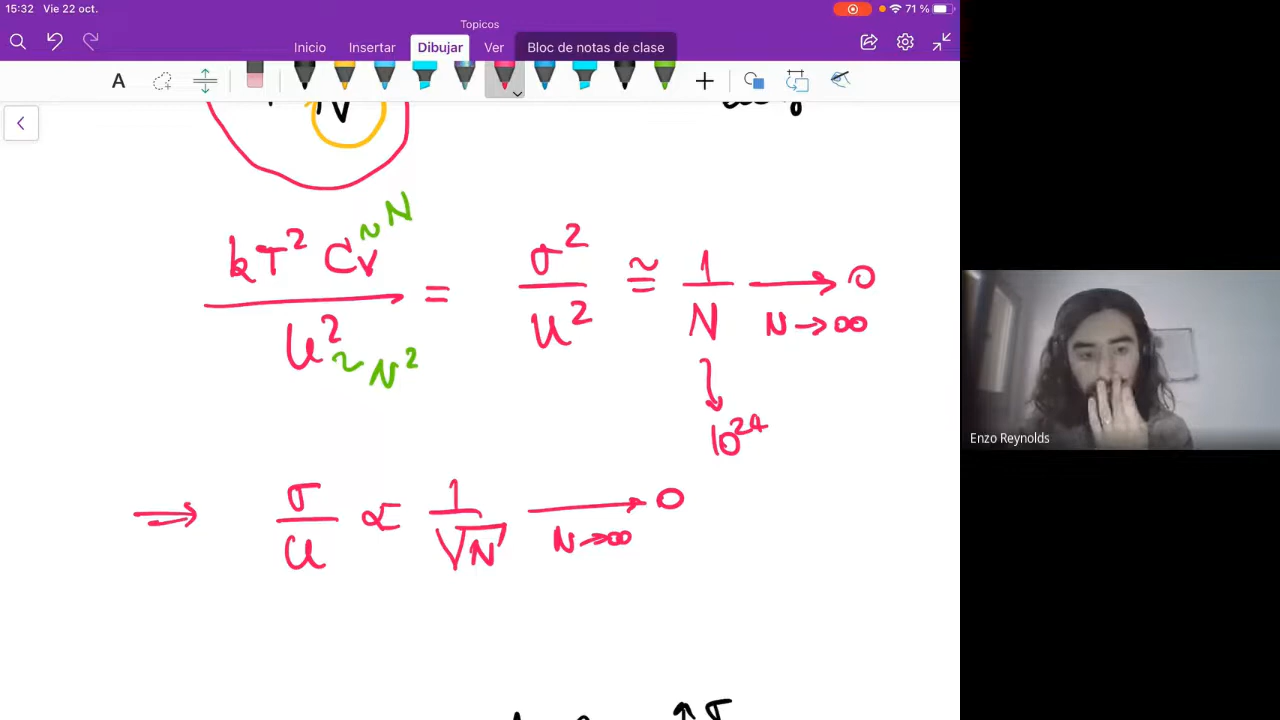 15:32 Vie 22 oct.
71 %
Topicos
Inicio Insertar Dibujar Ver Bloc de notas de clase
A
N
kT² Cv ~N / U² ~N² = σ² / U² ≅ 1 / N → 0
N→∞
10²⁴
⇒ σ / U ∝ 1 / √N → 0
N→∞
↑ σ
Enzo Reynolds